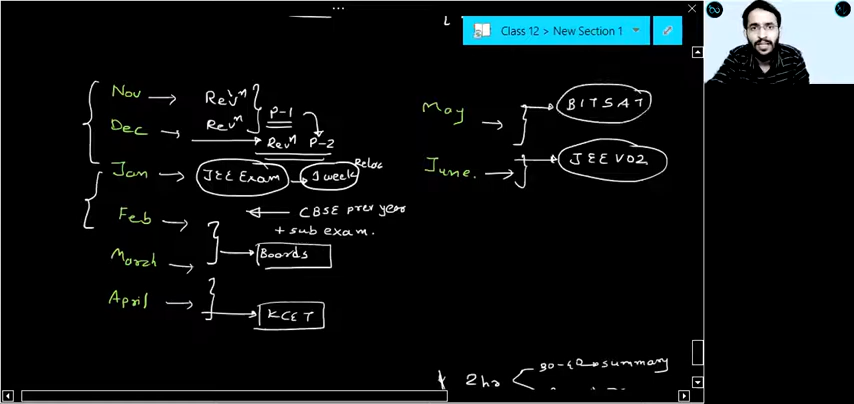 ...
Class 12 > New Section 1
Nov → Revⁿ
P-1
Dec → Revⁿ
Revⁿ P-2
Jan → JEE Exam → 1 week
Relax
Feb → ← CBSE prev year
+ sub exam.
March → Boards
April → KCET
May → BITSAT
June. → JEE V02
2 hr
→ summary